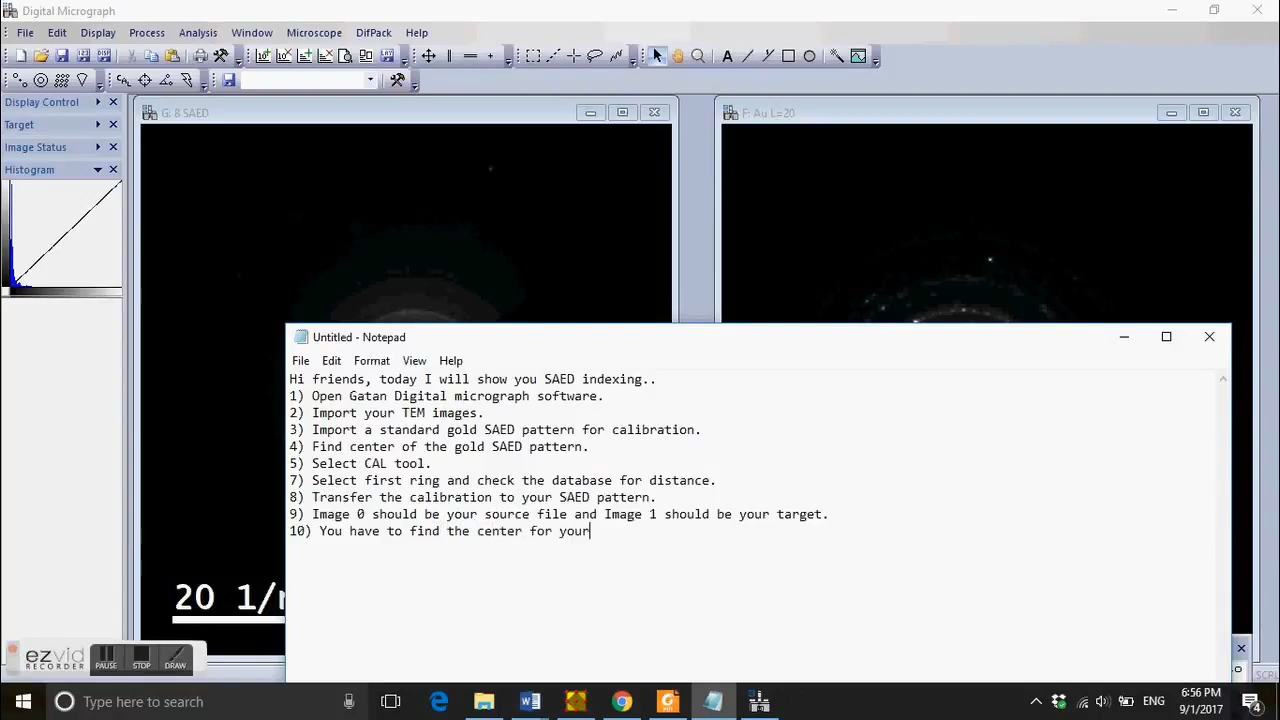 Digital Micrograph
File Edit Display Process Analysis Window Microscope DifPack Help
Display Control
Target
Image Status
Histogram
G: 8 SAED
F: Au L=20
20 1/
Untitled - Notepad
File Edit Format View Help
Hi friends, today I will show you SAED indexing..
1) Open Gatan Digital micrograph software.
2) Import your TEM images.
3) Import a standard gold SAED pattern for calibration.
4) Find center of the gold SAED pattern.
5) Select CAL tool.
7) Select first ring and check the database for distance.
8) Transfer the calibration to your SAED pattern.
9) Image 0 should be your source file and Image 1 should be your target.
10) You have to find the center for your
ezvid
RECORDER
PAUSE STOP DRAW
Type here to search
ENG
6:56 PM
9/1/2017
4